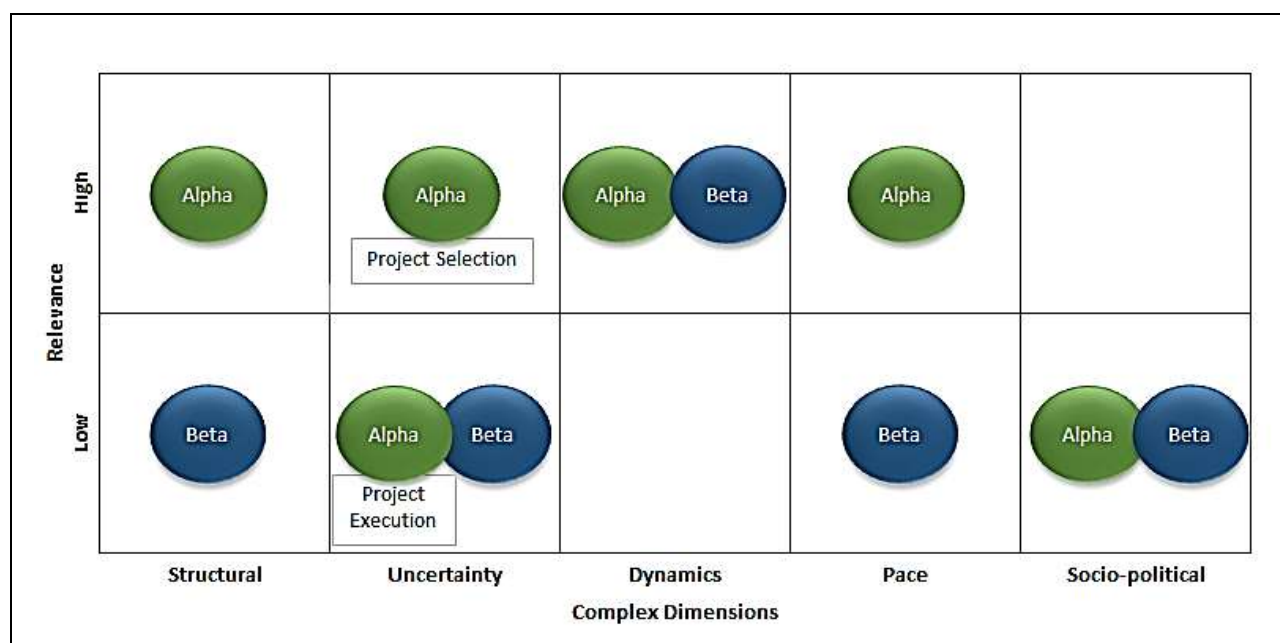 High
Alpha
Alpha
Project Selection
Alpha
Beta
Alpha
Relevance
Low
Beta
Alpha
Beta
Project
Execution
Beta
Alpha
Beta
Structural
Uncertainty
Dynamics
Pace
Socio-political
Complex Dimensions